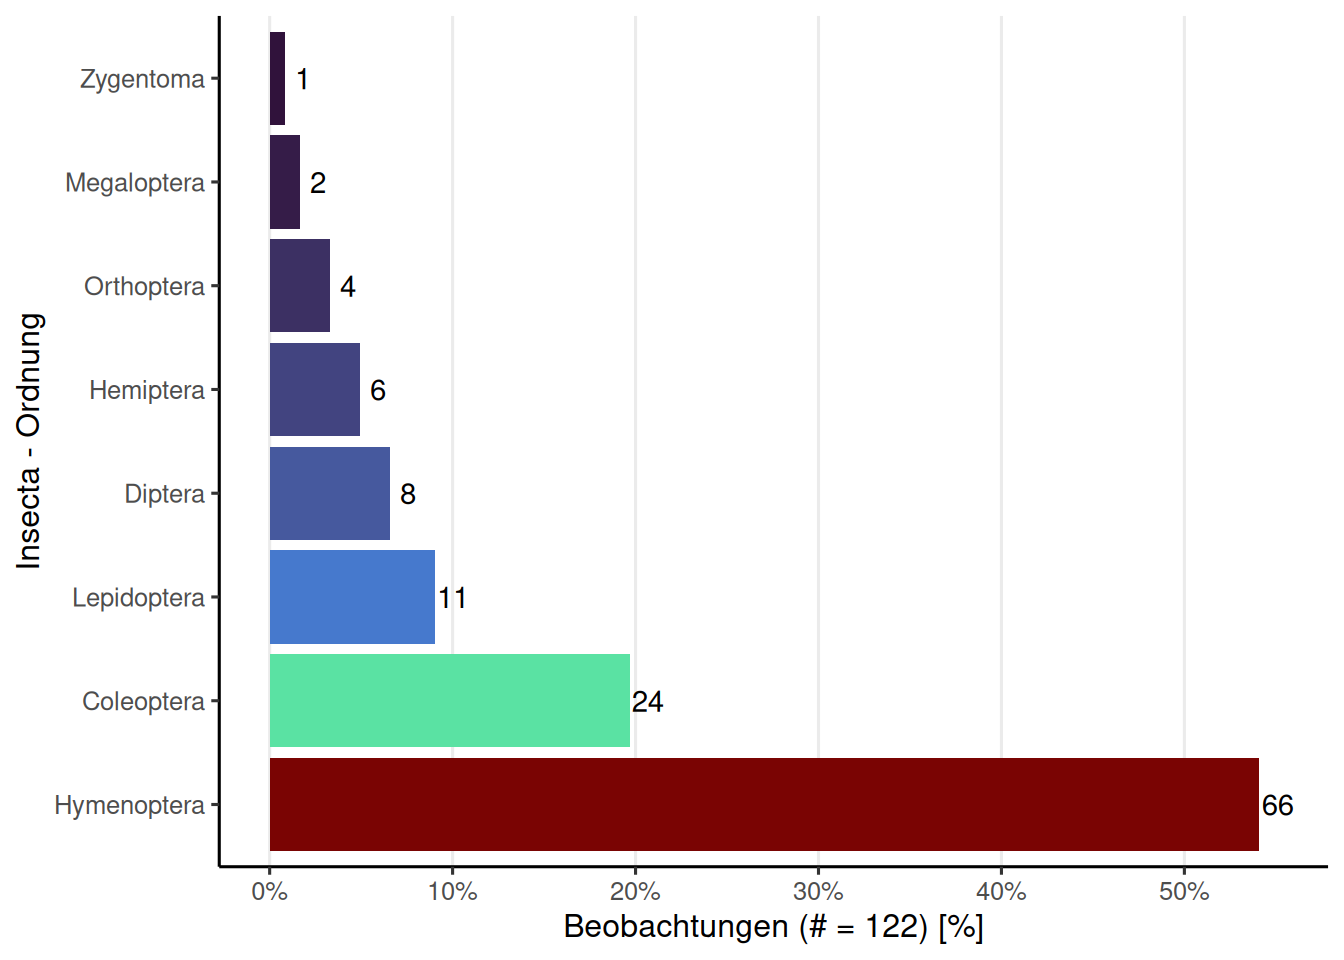 Insecta - Ordnung
Zygentoma 1
Megaloptera 2
Orthoptera 4
Hemiptera 6
Diptera 8
Lepidoptera 11
Coleoptera 24
Hymenoptera 66
0% 10% 20% 30% 40% 50%
Beobachtungen (# = 122) [%]